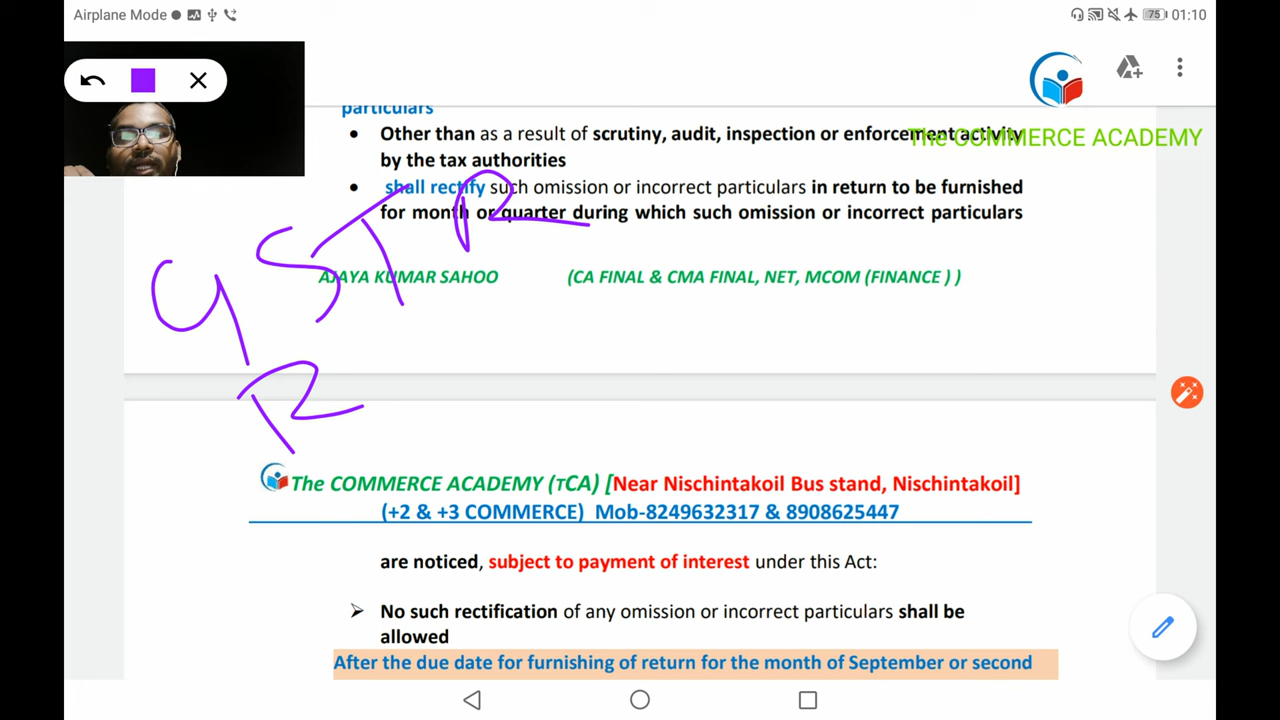 Airplane Mode
75 01:10
particulars
The COMMERCE ACADEMY
• Other than as a result of scrutiny, audit, inspection or enforcement activity
by the tax authorities
• shall rectify such omission or incorrect particulars in return to be furnished
for month or quarter during which such omission or incorrect particulars
GSTR
AJAYA KUMAR SAHOO (CA FINAL & CMA FINAL, NET, MCOM (FINANCE ) )
R
The COMMERCE ACADEMY (TCA) [Near Nischintakoil Bus stand, Nischintakoil]
(+2 & +3 COMMERCE) Mob-8249632317 & 8908625447
are noticed, subject to payment of interest under this Act:
➢ No such rectification of any omission or incorrect particulars shall be
allowed
After the due date for furnishing of return for the month of September or second